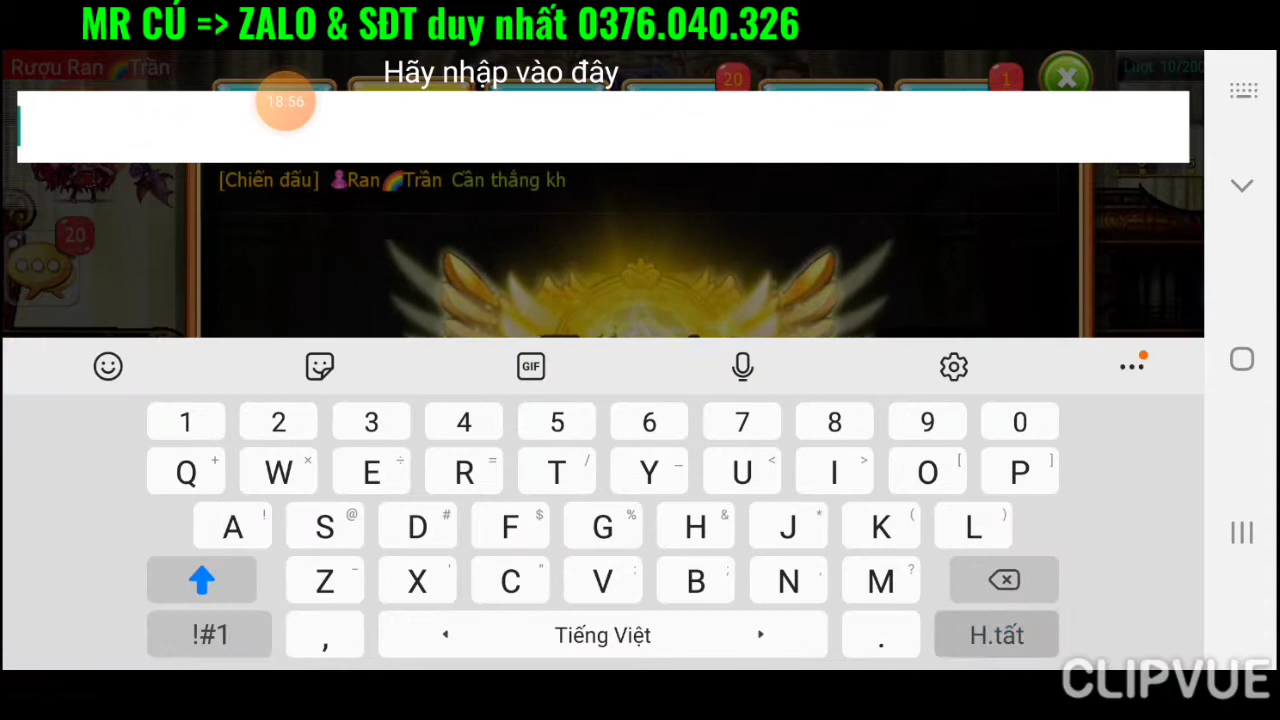 MR CÚ => ZALO & SĐT duy nhất 0376.040.326
Rượu Ran 🌈Trần
Hãy nhập vào đây
20
1
Lượt 10/200
18:56
[Chiến đấu] Ran🌈Trần Cần thắng kh
20
GIF
1 2 3 4 5 6 7 8 9 0
Q + W × E ÷ R = T / Y _ U < I > O [ P ]
A ! S @ D # F $ G % H & J * K ( L )
Z - X ' C " V : B ; N , M ?
!#1 , Tiếng Việt . H.tất
CLIPVUE